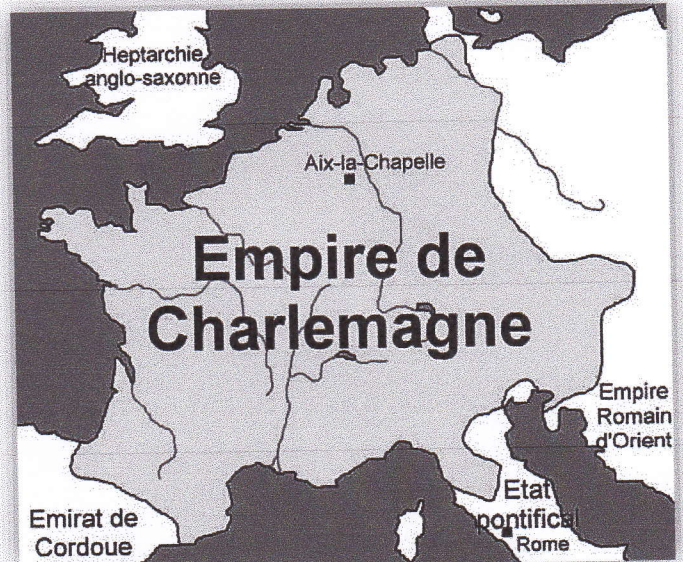 Heptarchie
anglo-saxonne
Aix-la-Chapelle
Empire de
Charlemagne
Empire
Romain
d'Orient
Etat
pontifical
Rome
Emirat de
Cordoue